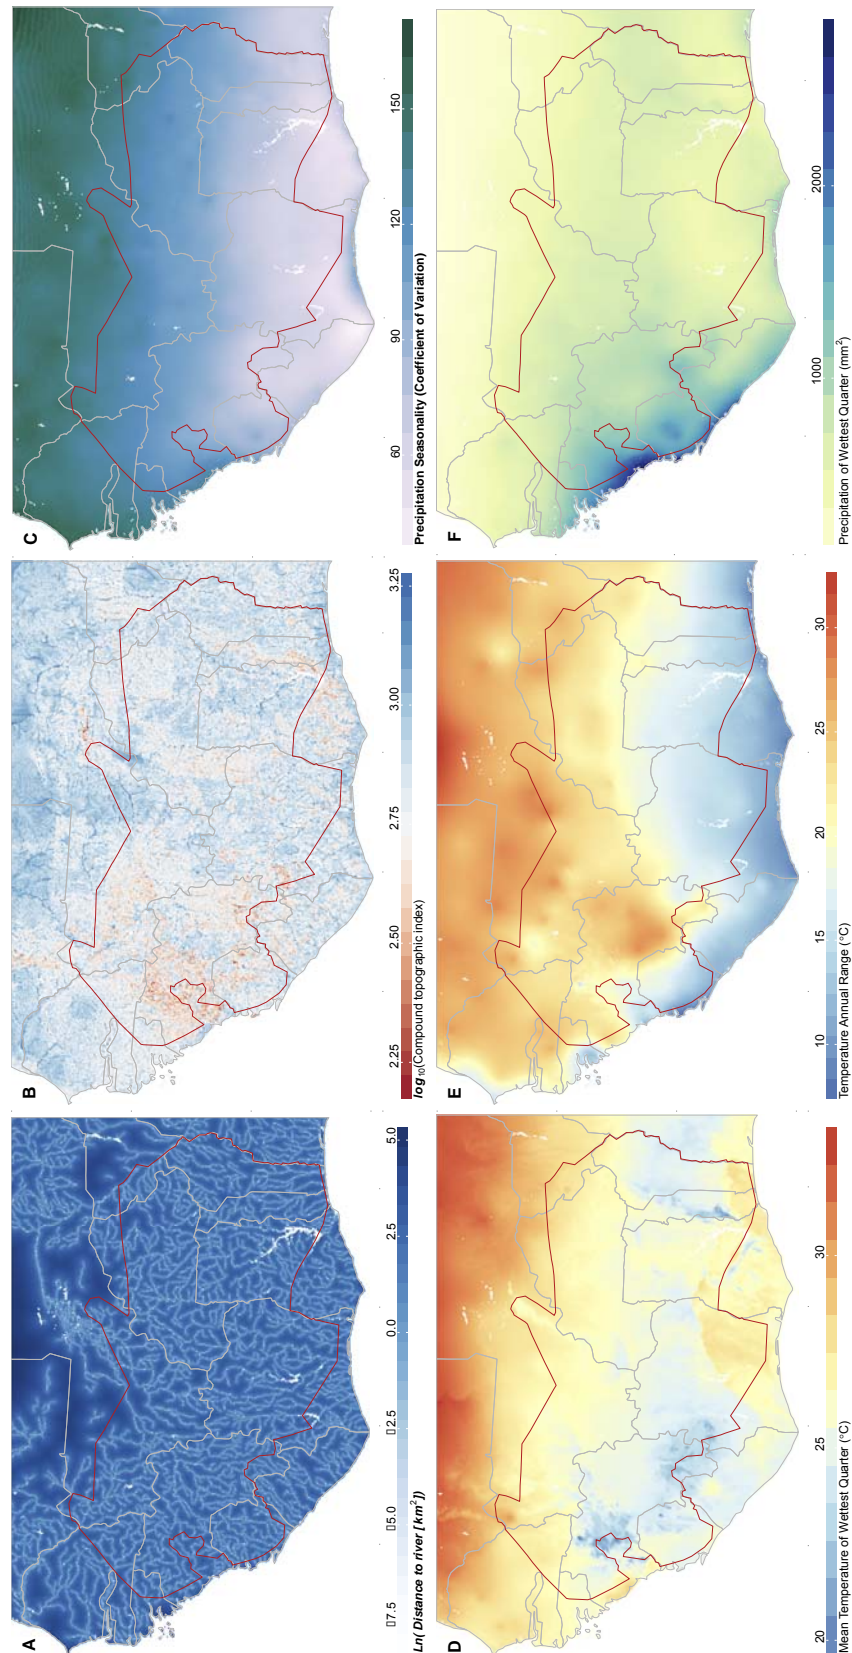 A
▯7.5 ▯5.0 ▯2.5 0.0 2.5 5.0
Ln( Distance to river [ km2])
B
2.25 2.50 2.75 3.00 3.25
log10(Compound topographic index)
C
60 90 120 150
Precipitation Seasonality (Coefficient of Variation)
D
20 25 30
Mean Temperature of Wettest Quarter (°C)
E
10 15 20 25 30
Temperature Annual Range (°C)
F
1000 2000
Precipitation of Wettest Quarter (mm2)